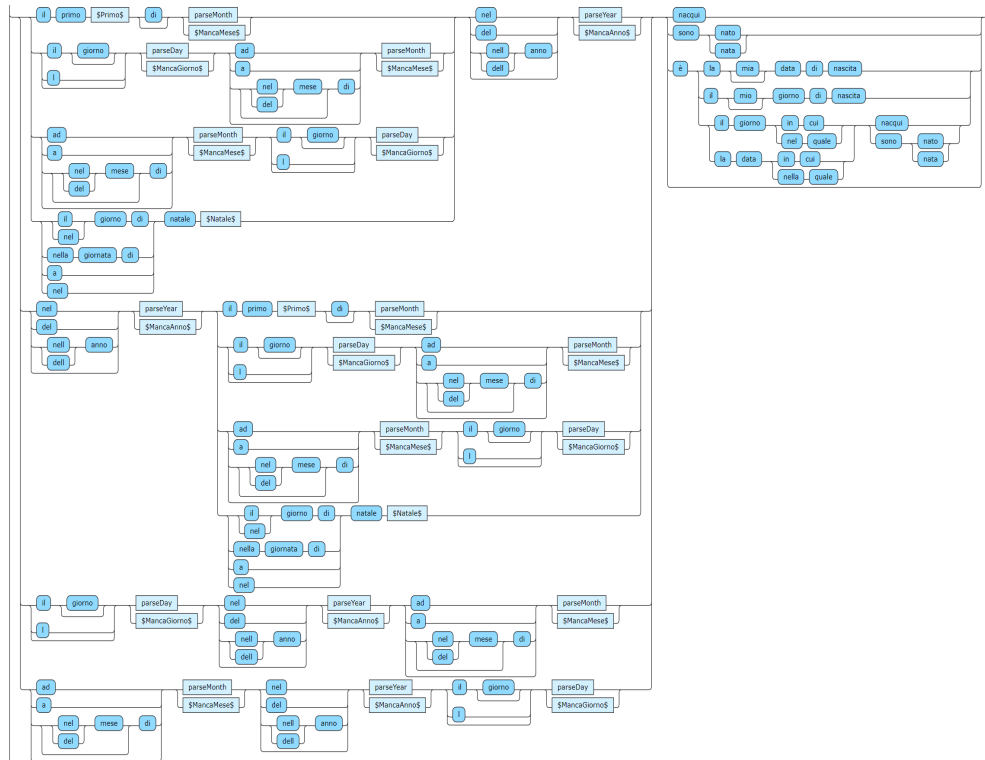 il primo $Primo$ di parseMonth nel parseYear nacqui
$MancaMese$ del $MancaAnno$ sono nato
il giorno parseDay ad parseMonth nell anno nata
l $MancaGiorno$ a $MancaMese$ dell è la mia data di nascita
nel mese di
del il mio giorno di nascita
il giorno in cui nacqui
ad parseMonth il giorno parseDay nel quale sono nato
a $MancaMese$ l $MancaGiorno$ la data in cui nata
nel mese di nella quale
del
il giorno di natale $Natale$
nel
nella giornata di
a
nel
nel parseYear il primo $Primo$ di parseMonth
del $MancaAnno$ $MancaMese$
nell anno il giorno parseDay ad parseMonth
dell l $MancaGiorno$ a $MancaMese$
nel mese di
del
ad parseMonth il giorno parseDay
a $MancaMese$ l $MancaGiorno$
nel mese di
del
il giorno di natale $Natale$
nel
nella giornata di
a
nel
il giorno parseDay nel parseYear ad parseMonth
l $MancaGiorno$ del $MancaAnno$ a $MancaMese$
nell anno nel mese di
dell del
ad parseMonth nel parseYear il giorno parseDay
a $MancaMese$ del $MancaAnno$ l $MancaGiorno$
nel mese di nell anno
del dell